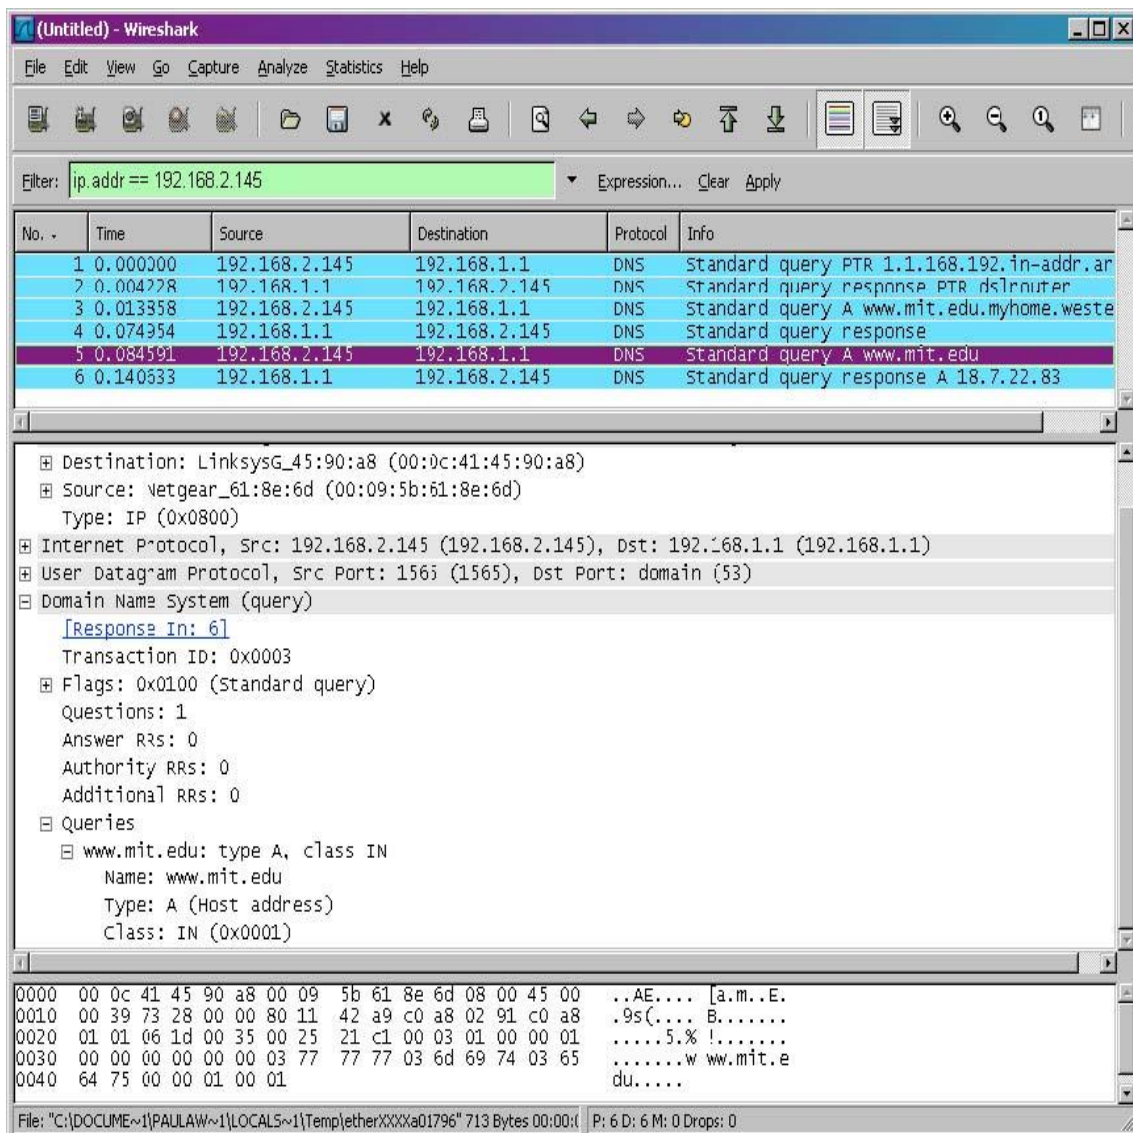 (Untitled) - Wireshark
File Edit View Go Capture Analyze Statistics Help
Filter: ip.addr == 192.168.2.145 Expression... Clear Apply
No. Time Source Destination Protocol Info
1 0.000000 192.168.2.145 192.168.1.1 DNS Standard query PTR 1.1.168.192.in-addr.ar
2 0.004228 192.168.1.1 192.168.2.145 DNS Standard query response PTR dslrouter
3 0.013858 192.168.2.145 192.168.1.1 DNS Standard query A www.mit.edu.myhome.weste
4 0.074954 192.168.1.1 192.168.2.145 DNS Standard query response
5 0.084591 192.168.2.145 192.168.1.1 DNS Standard query A www.mit.edu
6 0.140633 192.168.1.1 192.168.2.145 DNS Standard query response A 18.7.22.83
Destination: LinksysG_45:90:a8 (00:0c:41:45:90:a8)
Source: Netgear_61:8e:6d (00:09:5b:61:8e:6d)
Type: IP (0x0800)
Internet Protocol, Src: 192.168.2.145 (192.168.2.145), Dst: 192.168.1.1 (192.168.1.1)
User Datagram Protocol, Src Port: 1565 (1565), Dst Port: domain (53)
Domain Name System (query)
[Response In: 6]
Transaction ID: 0x0003
Flags: 0x0100 (Standard query)
Questions: 1
Answer RRs: 0
Authority RRs: 0
Additional RRs: 0
Queries
www.mit.edu: type A, class IN
Name: www.mit.edu
Type: A (Host address)
Class: IN (0x0001)
0000 00 0c 41 45 90 a8 00 09 5b 61 8e 6d 08 00 45 00 ..AE.... [a.m..E.
0010 00 39 73 28 00 00 80 11 42 a9 c0 a8 02 91 c0 a8 .9s(.... B.......
0020 01 01 06 1d 00 35 00 25 21 c1 00 03 01 00 00 01 .....5.% !.......
0030 00 00 00 00 00 00 03 77 77 77 03 6d 69 74 03 65 .......w ww.mit.e
0040 64 75 00 00 01 00 01 du.....
File: "C:\DOCUME~1\PAULAW~1\LOCALS~1\Temp\etherXXXXa01796" 713 Bytes 00:00:( P: 6 D: 6 M: 0 Drops: 0